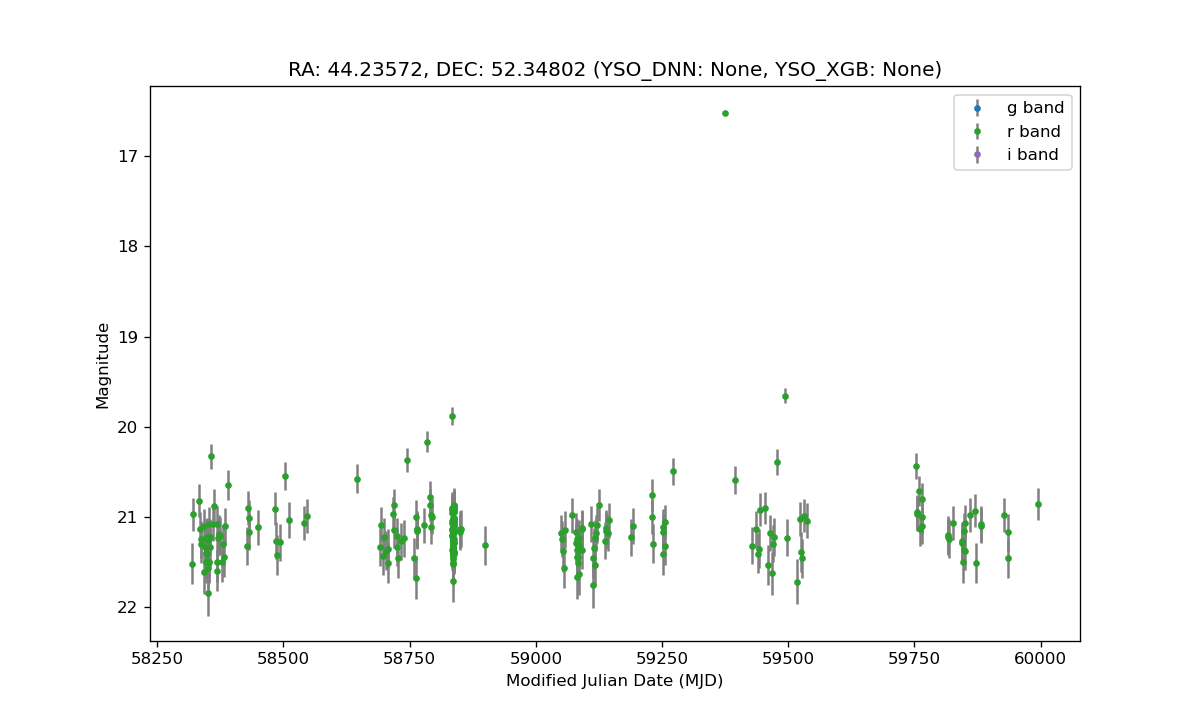 RA: 44.23572, DEC: 52.34802 (YSO_DNN: None, YSO_XGB: None)
g band
r band
i band
17
18
19
20
21
22
Magnitude
58250 58500 58750 59000 59250 59500 59750 60000
Modified Julian Date (MJD)